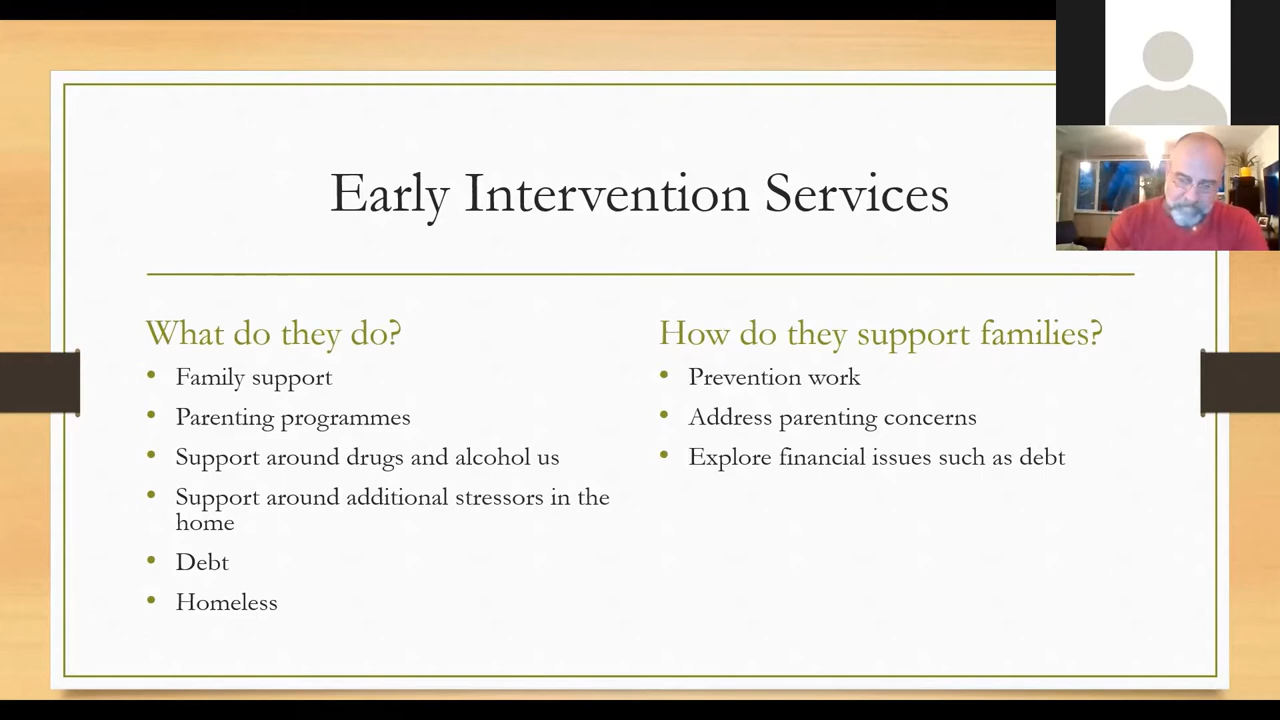 Early Intervention Services
What do they do?
Family support
Parenting programmes
Support around drugs and alcohol us
Support around additional stressors in the
home
Debt
Homeless
How do they support families?
Prevention work
Address parenting concerns
Explore financial issues such as debt